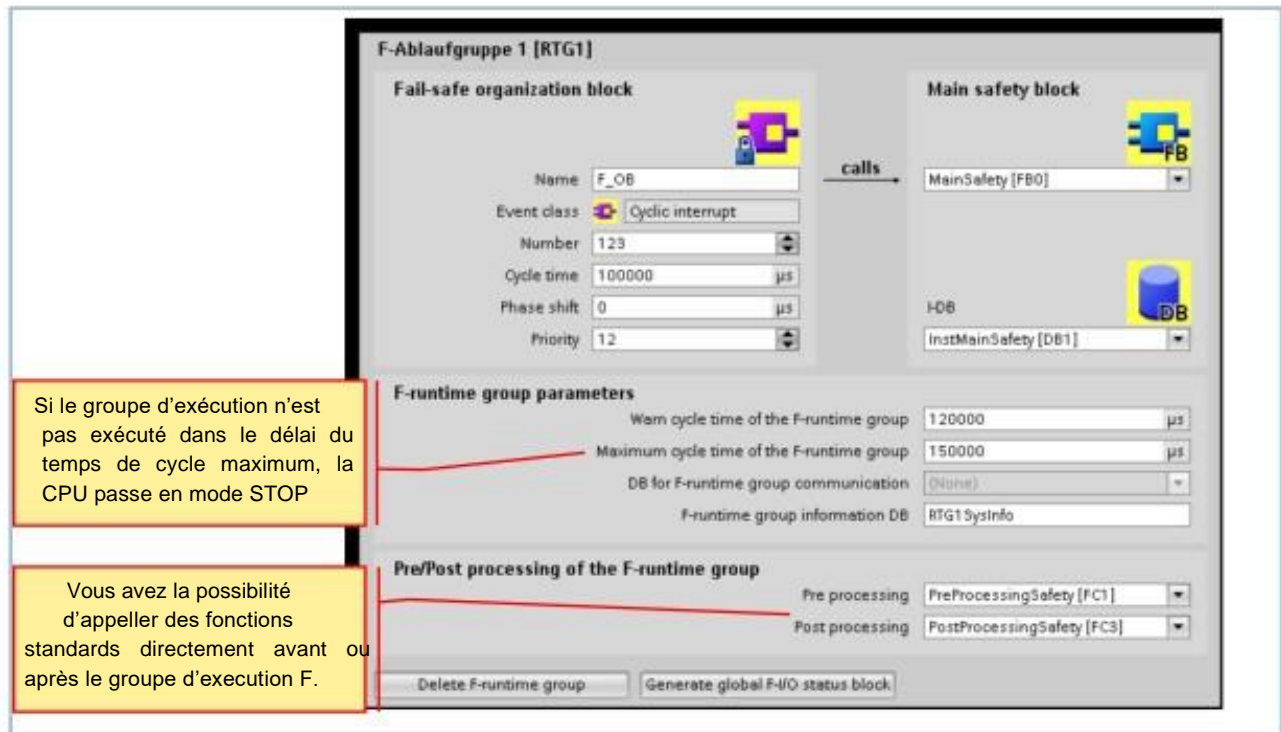 F-Ablaufgruppe 1 [RTG1]
Fail-safe organization block
Name F_OB
Event class Cyclic interrupt
Number 123
Cycle time 100000 µs
Phase shift 0 µs
Priority 12
calls
Main safety block
FB
MainSafety [FB0]
I-DB
DB
InstMainSafety [DB1]
F-runtime group parameters
Warn cycle time of the F-runtime group 120000 µs
Maximum cycle time of the F-runtime group 150000 µs
DB for F-runtime group communication (None)
F-runtime group information DB RTG1SysInfo
Si le groupe d'exécution n'est
pas exécuté dans le délai du
temps de cycle maximum, la
CPU passe en mode STOP
Pre/Post processing of the F-runtime group
Pre processing PreProcessingSafety [FC1]
Post processing PostProcessingSafety [FC3]
Vous avez la possibilité
d'appeller des fonctions
standards directement avant ou
après le groupe d'execution F.
Delete F-runtime group
Generate global F-I/O status block